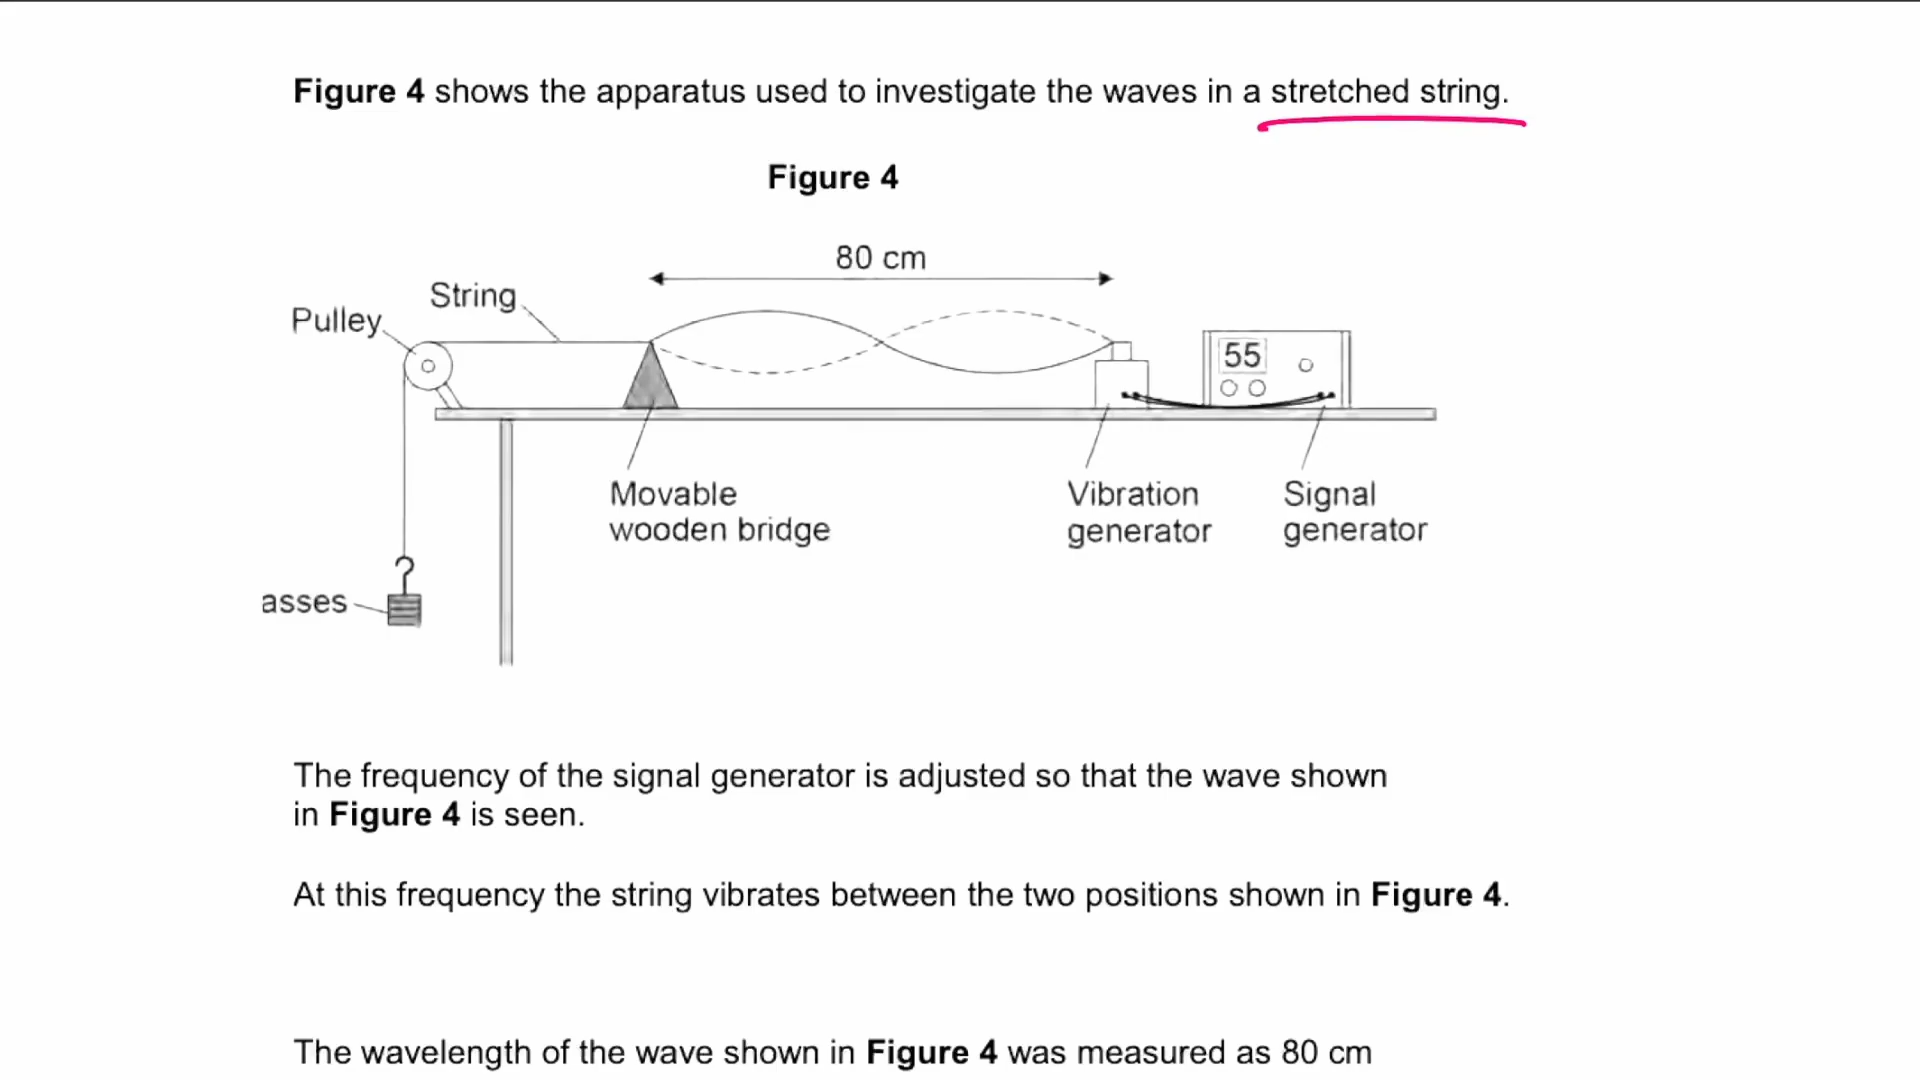 Figure 4 shows the apparatus used to investigate the waves in a stretched string.
Figure 4
80 cm
String
Pulley
55
Movable
wooden bridge
Vibration
generator
Signal
generator
asses
The frequency of the signal generator is adjusted so that the wave shown
in Figure 4 is seen.
At this frequency the string vibrates between the two positions shown in Figure 4.
The wavelength of the wave shown in Figure 4 was measured as 80 cm